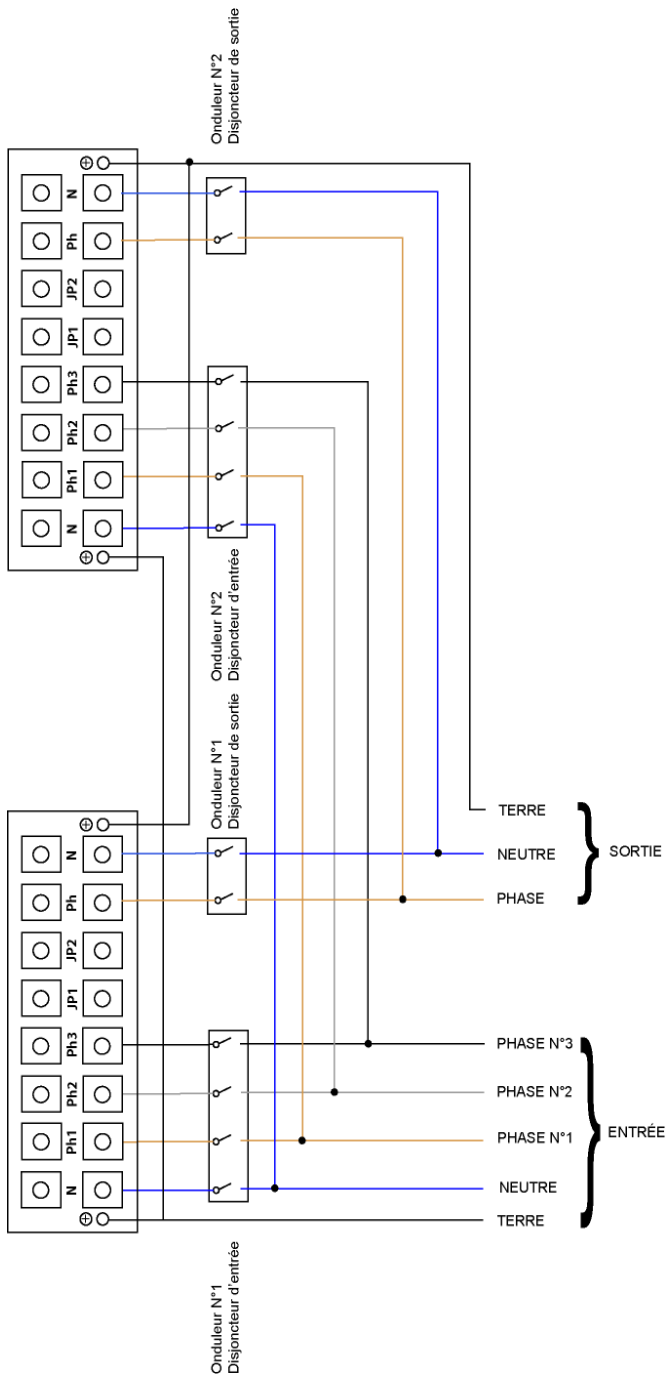 Onduleur N°2
Disjoncteur de sortie
N
Ph
JP2
JP1
Ph3
Ph2
Ph1
N
Onduleur N°2
Disjoncteur d'entrée
Onduleur N°1
Disjoncteur de sortie
N
Ph
JP2
JP1
Ph3
Ph2
Ph1
N
Onduleur N°1
Disjoncteur d'entrée
TERRE
NEUTRE
PHASE
SORTIE
PHASE N°3
PHASE N°2
PHASE N°1
NEUTRE
TERRE
ENTRÉE